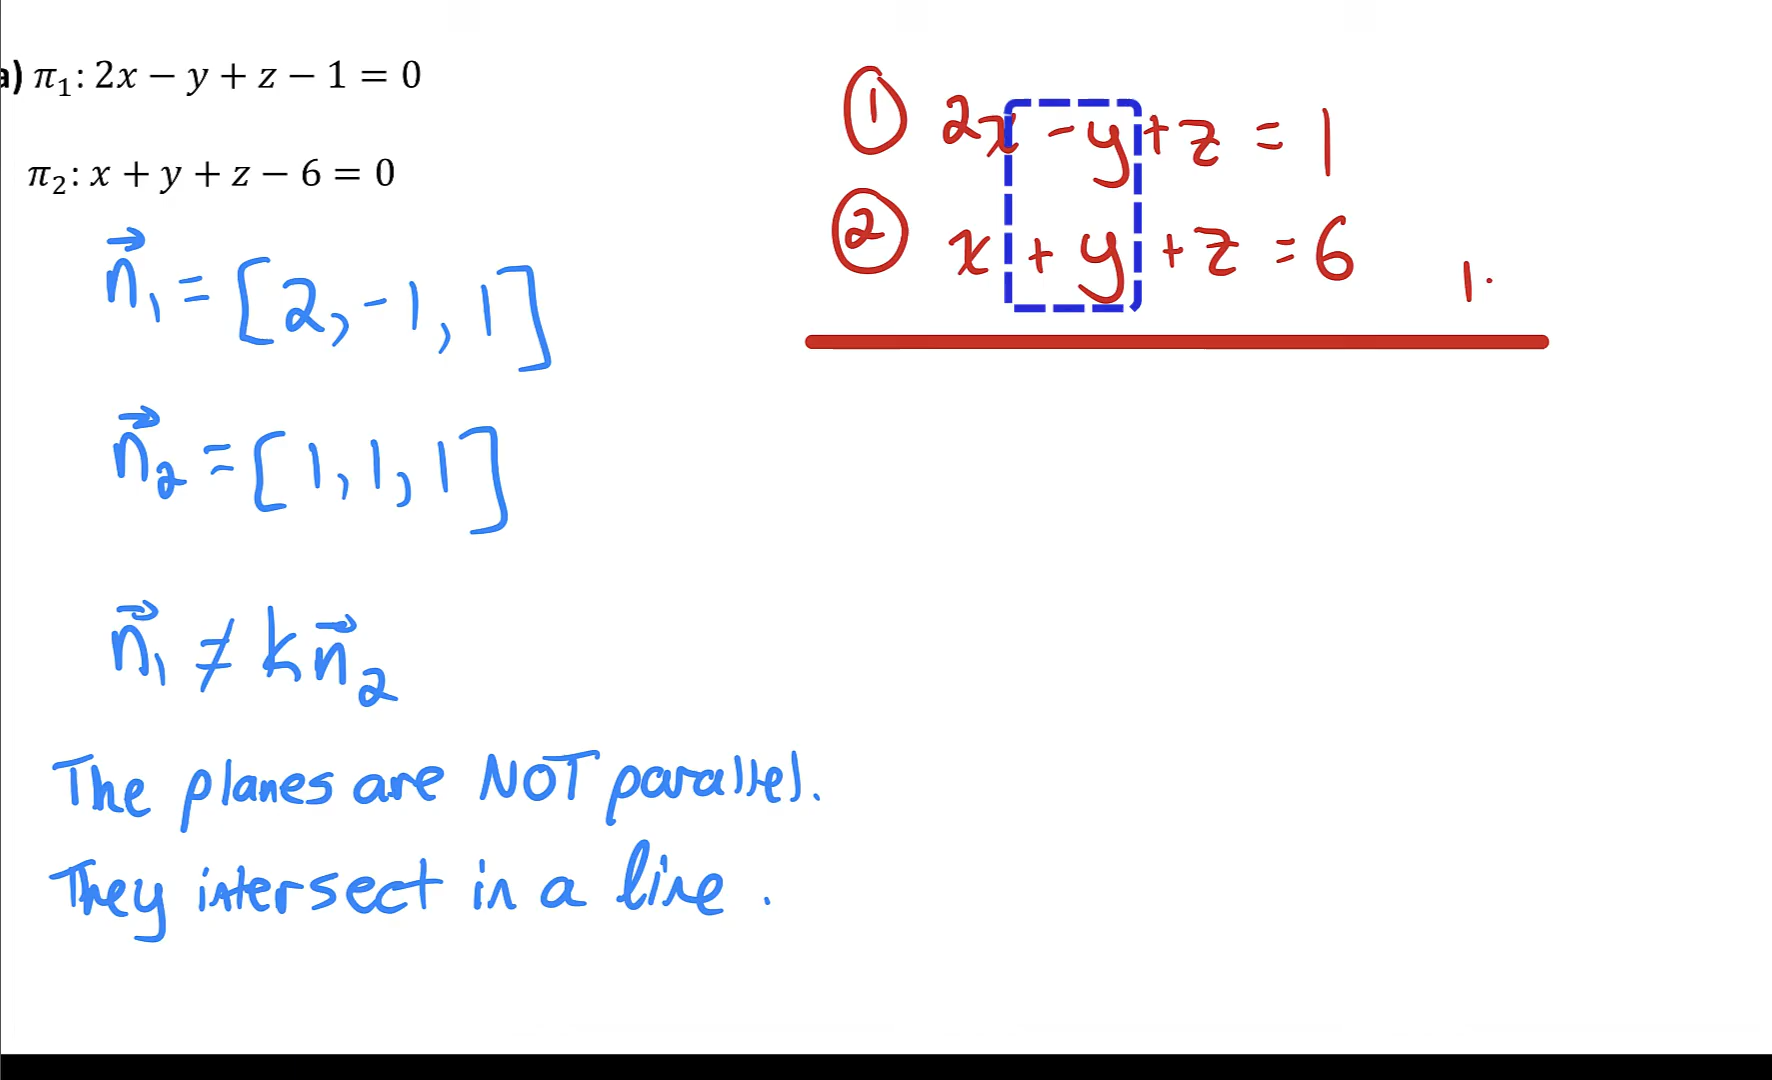 a) π₁: 2x − y + z − 1 = 0
π₂: x + y + z − 6 = 0
n⃗₁ = [2, -1, 1]
n⃗₂ = [1, 1, 1]
n⃗₁ ≠ kn⃗₂
The planes are NOT parallel.
They intersect in a line.
① 2x - y + z = 1
② x + y + z = 6
1.